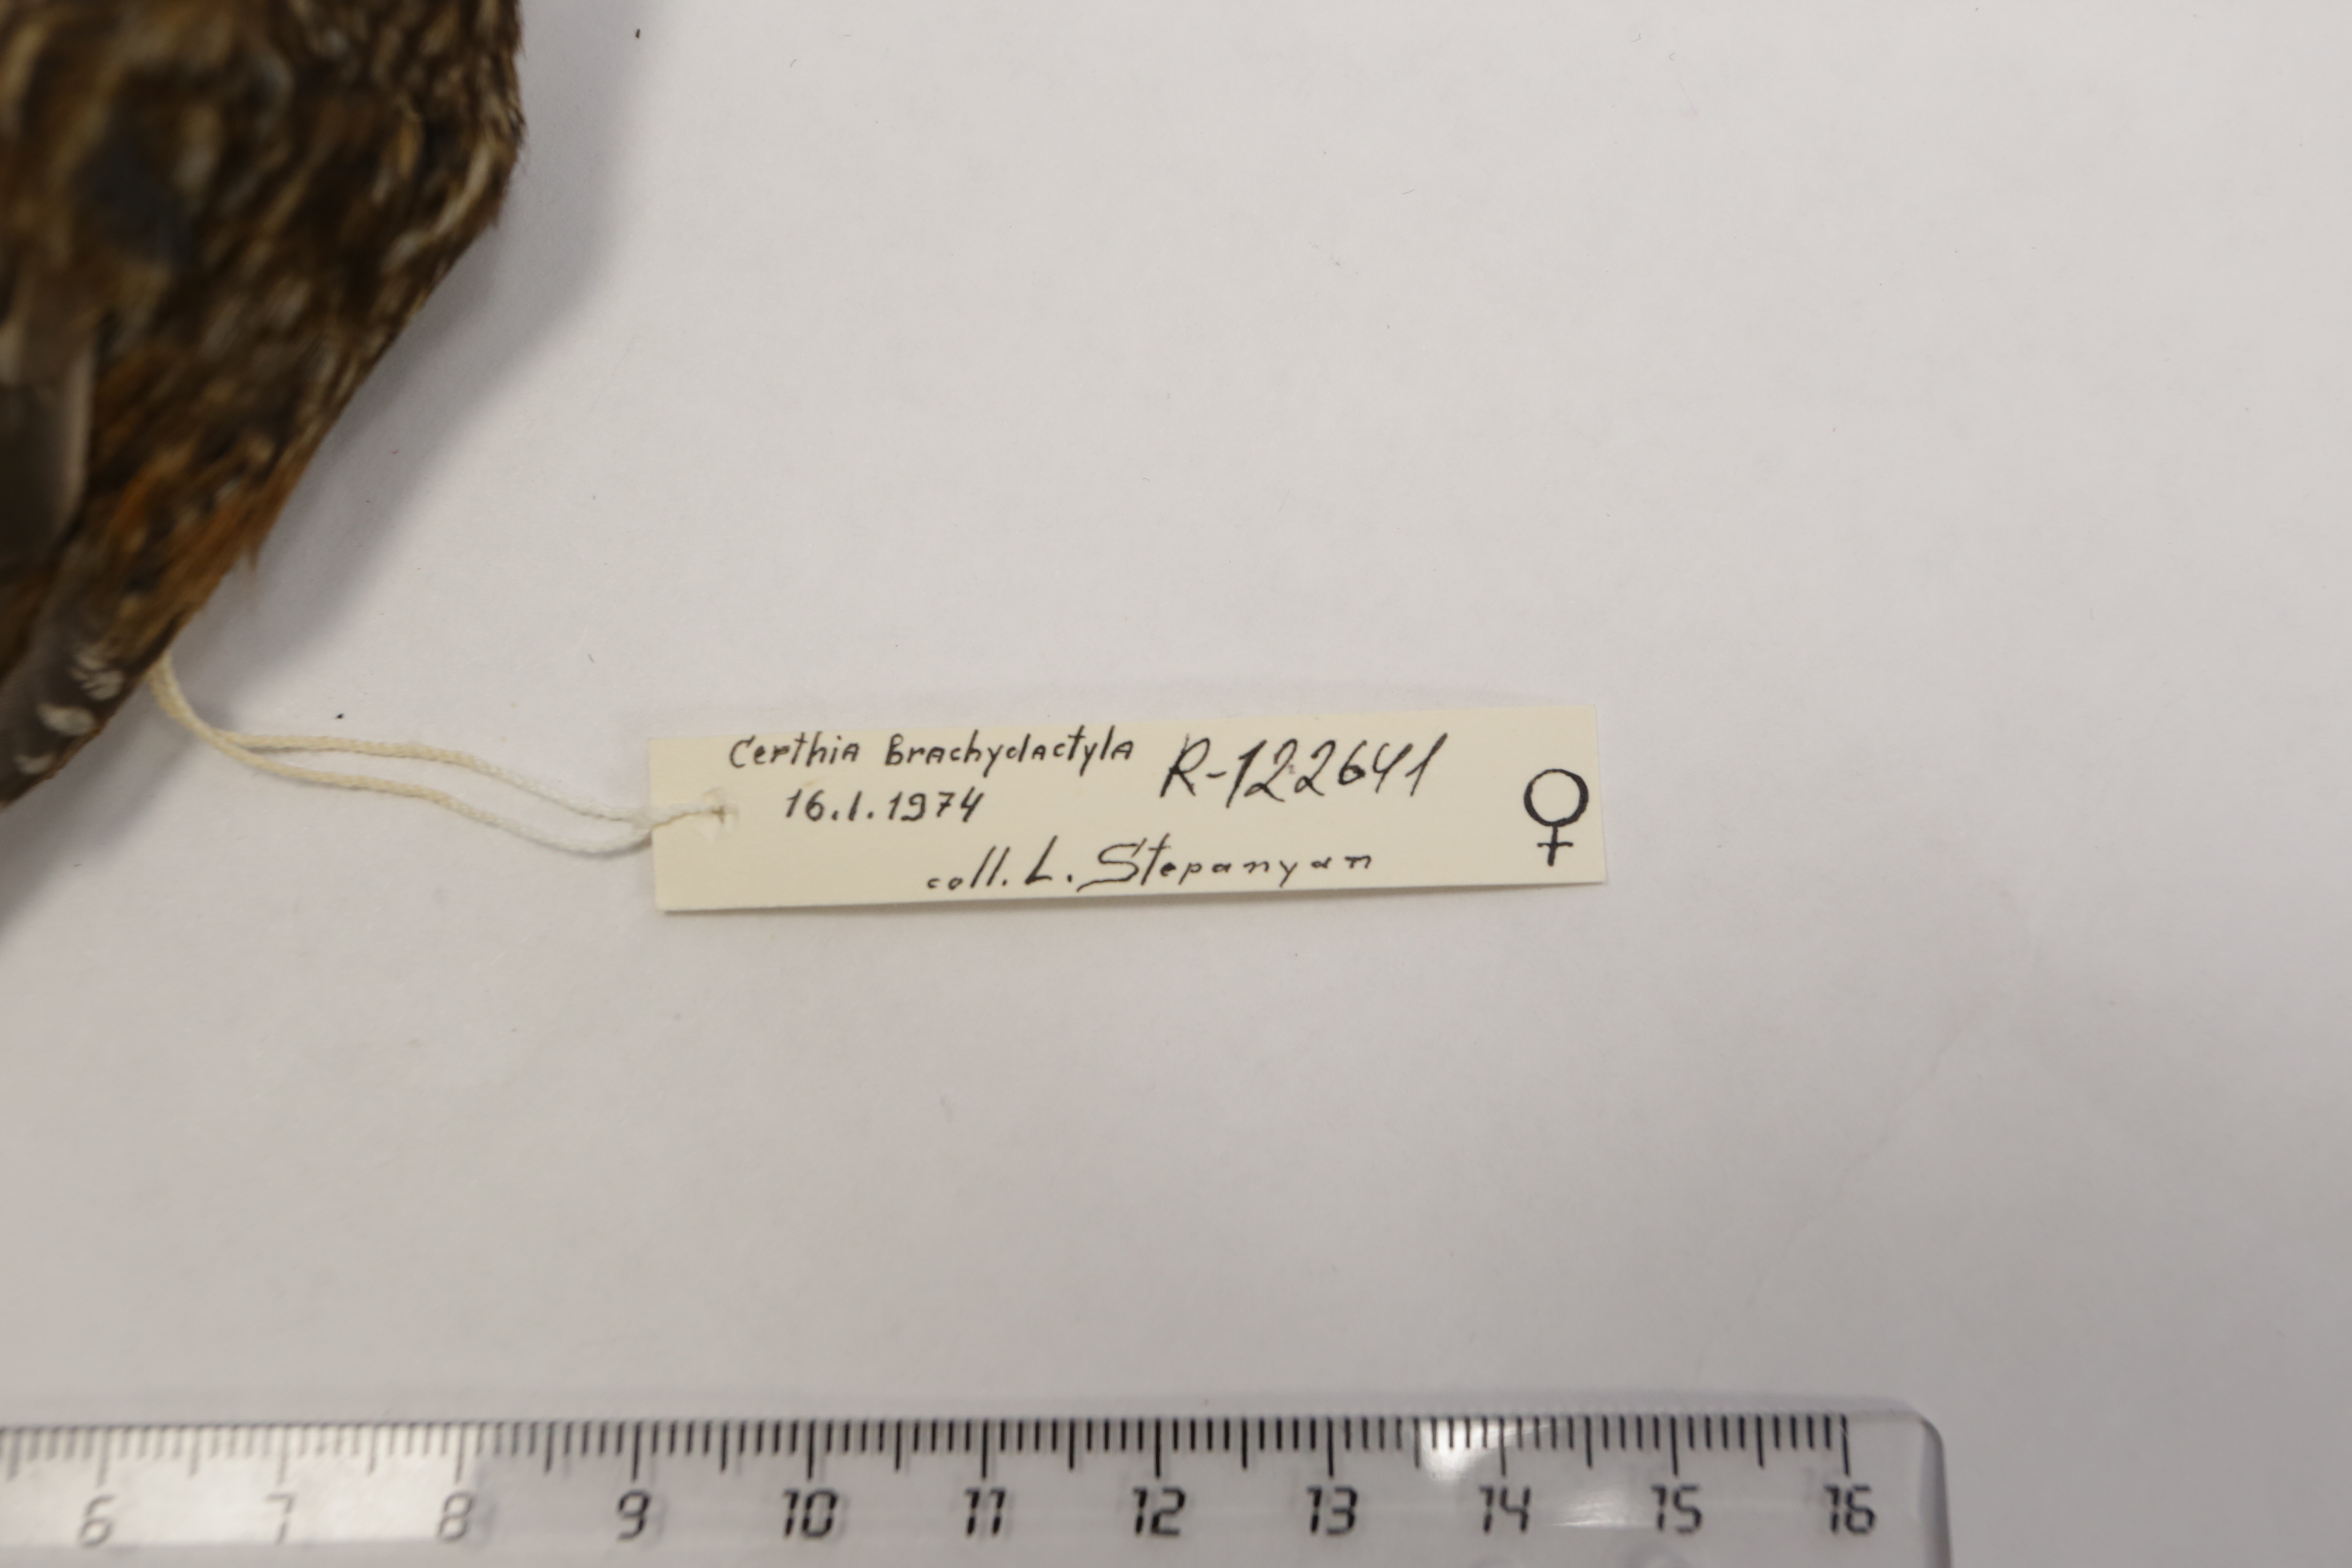 Certhia Brachydactyla R-122641
16.1.1974 ♀
coll. L. Stepanyan
6 7 8 9 10 11 12 13 14 15 16